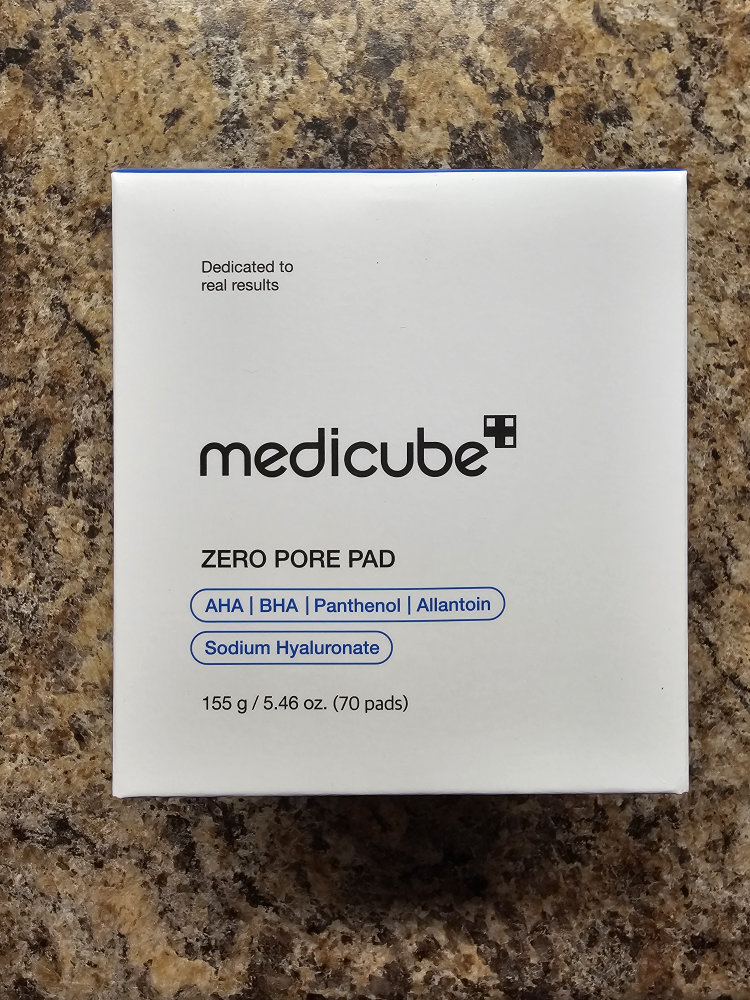 Dedicated to
real results
medicube
ZERO PORE PAD
AHA | BHA | Panthenol | Allantoin
Sodium Hyaluronate
155 g / 5.46 oz. (70 pads)